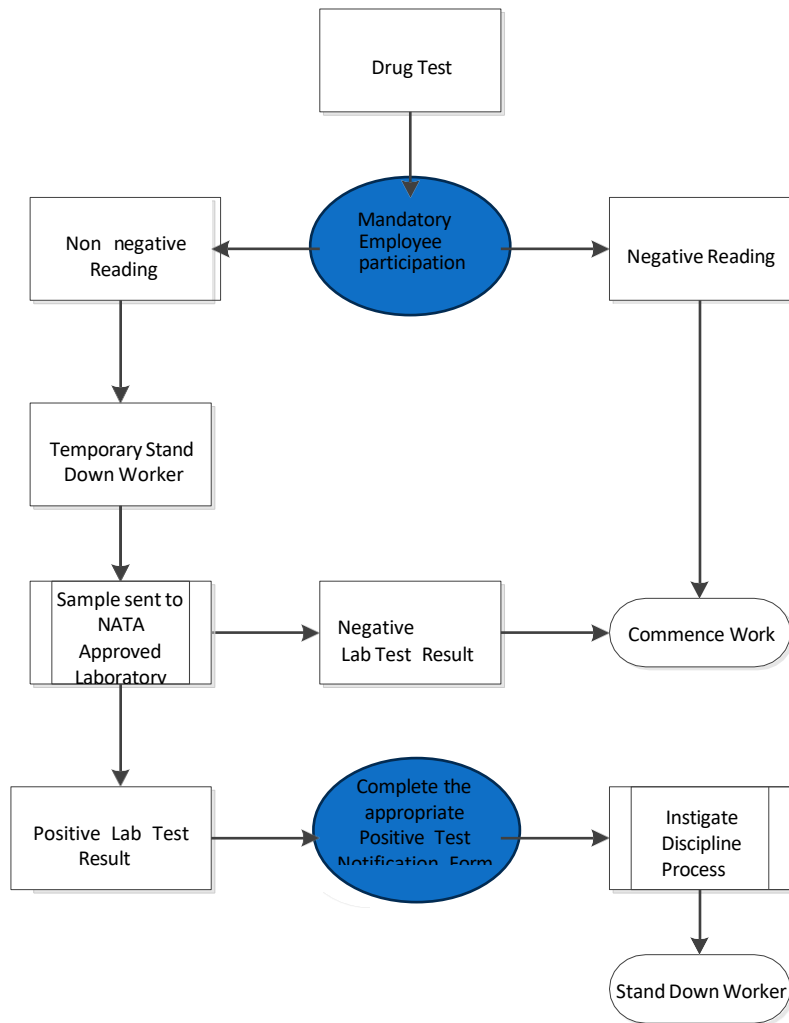 Drug Test
Mandatory
Employee
participation
Non negative
Reading
Negative Reading
Temporary Stand
Down Worker
Sample sent to
NATA
Approved
Laboratory
Negative
Lab Test Result
Commence Work
Positive Lab Test
Result
Complete the
appropriate
Positive Test
Notification Form
Instigate
Discipline
Process
Stand Down Worker